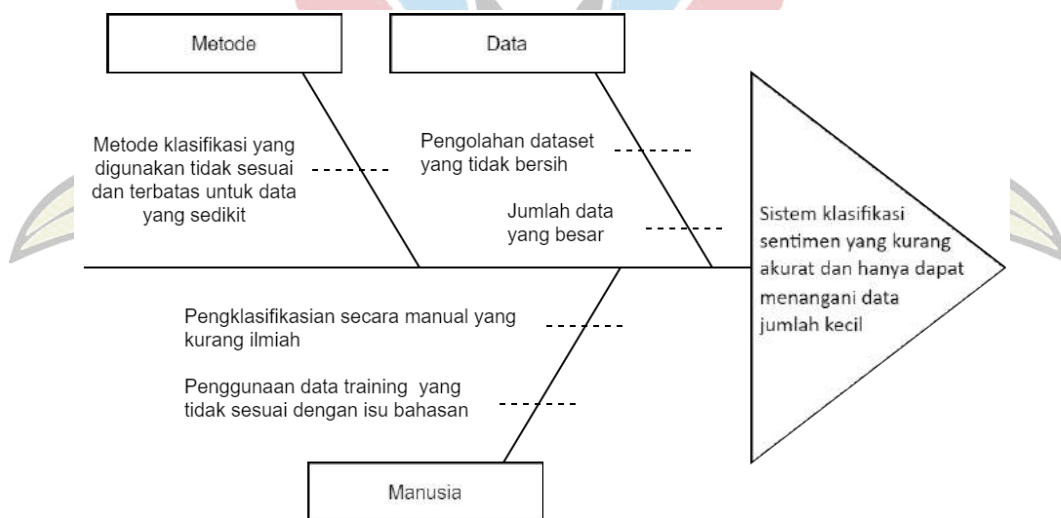 Metode
Data
Metode klasifikasi yang
digunakan tidak sesuai
dan terbatas untuk data
yang sedikit
Pengolahan dataset
yang tidak bersih
Jumlah data
yang besar
Sistem klasifikasi
sentimen yang kurang
akurat dan hanya dapat
menangani data
jumlah kecil
Pengklasifikasian secara manual yang
kurang ilmiah
Penggunaan data training yang
tidak sesuai dengan isu bahasan
Manusia